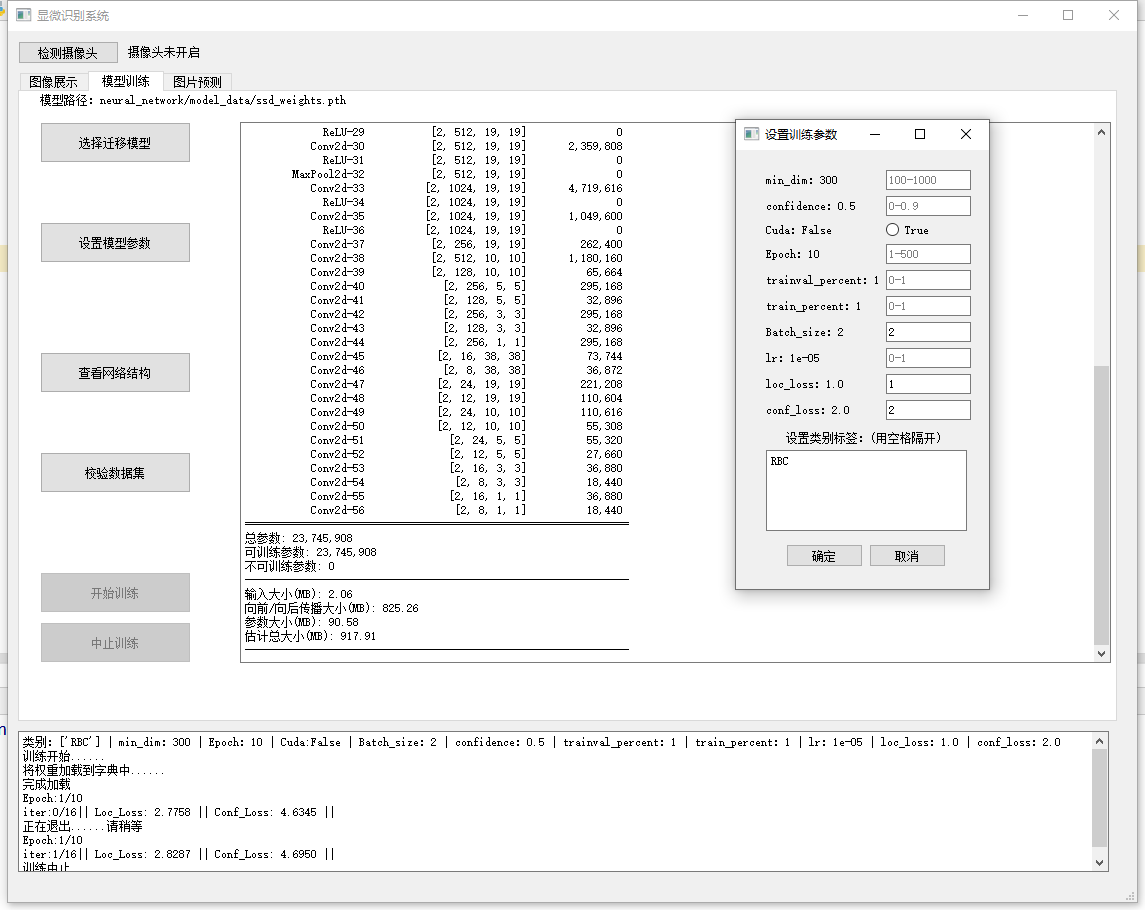 显微识别系统
检测摄像头 摄像头未开启
图像展示 模型训练 图片预测
模型路径: neural_network/model_data/ssd_weights.pth
选择迁移模型
设置模型参数
查看网络结构
校验数据集
开始训练
中止训练
ReLU-29 [2, 512, 19, 19] 0
Conv2d-30 [2, 512, 19, 19] 2,359,808
ReLU-31 [2, 512, 19, 19] 0
MaxPool2d-32 [2, 512, 19, 19] 0
Conv2d-33 [2, 1024, 19, 19] 4,719,616
ReLU-34 [2, 1024, 19, 19] 0
Conv2d-35 [2, 1024, 19, 19] 1,049,600
ReLU-36 [2, 1024, 19, 19] 0
Conv2d-37 [2, 256, 19, 19] 262,400
Conv2d-38 [2, 512, 10, 10] 1,180,160
Conv2d-39 [2, 128, 10, 10] 65,664
Conv2d-40 [2, 256, 5, 5] 295,168
Conv2d-41 [2, 128, 5, 5] 32,896
Conv2d-42 [2, 256, 3, 3] 295,168
Conv2d-43 [2, 128, 3, 3] 32,896
Conv2d-44 [2, 256, 1, 1] 295,168
Conv2d-45 [2, 16, 38, 38] 73,744
Conv2d-46 [2, 8, 38, 38] 36,872
Conv2d-47 [2, 24, 19, 19] 221,208
Conv2d-48 [2, 12, 19, 19] 110,604
Conv2d-49 [2, 24, 10, 10] 110,616
Conv2d-50 [2, 12, 10, 10] 55,308
Conv2d-51 [2, 24, 5, 5] 55,320
Conv2d-52 [2, 12, 5, 5] 27,660
Conv2d-53 [2, 16, 3, 3] 36,880
Conv2d-54 [2, 8, 3, 3] 18,440
Conv2d-55 [2, 16, 1, 1] 36,880
Conv2d-56 [2, 8, 1, 1] 18,440
总参数: 23,745,908
可训练参数: 23,745,908
不可训练参数: 0
输入大小(MB): 2.06
向前/向后传播大小(MB): 825.26
参数大小(MB): 90.58
估计总大小(MB): 917.91
设置训练参数
min_dim: 300 100-1000
confidence: 0.5 0-0.9
Cuda: False True
Epoch: 10 1-500
trainval_percent: 1 0-1
train_percent: 1 0-1
Batch_size: 2 2
lr: 1e-05 0-1
loc_loss: 1.0 1
conf_loss: 2.0 2
设置类别标签: (用空格隔开)
RBC
确定 取消
类别: ['RBC'] | min_dim: 300 | Epoch: 10 | Cuda:False | Batch_size: 2 | confidence: 0.5 | trainval_percent: 1 | train_percent: 1 | lr: 1e-05 | loc_loss: 1.0 | conf_loss: 2.0
训练开始......
将权重加载到字典中......
完成加载
Epoch:1/10
iter:0/16|| Loc_Loss: 2.7758 || Conf_Loss: 4.6345 ||
正在退出......请稍等
Epoch:1/10
iter:1/16|| Loc_Loss: 2.8287 || Conf_Loss: 4.6950 ||
训练中止